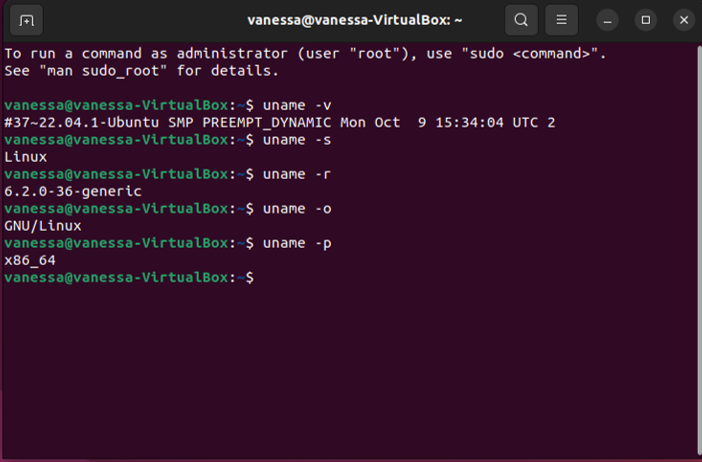 vanessa@vanessa-VirtualBox: ~
To run a command as administrator (user "root"), use "sudo <command>".
See "man sudo_root" for details.
vanessa@vanessa-VirtualBox:~$ uname -v
#37~22.04.1-Ubuntu SMP PREEMPT_DYNAMIC Mon Oct  9 15:34:04 UTC 2
vanessa@vanessa-VirtualBox:~$ uname -s
Linux
vanessa@vanessa-VirtualBox:~$ uname -r
6.2.0-36-generic
vanessa@vanessa-VirtualBox:~$ uname -o
GNU/Linux
vanessa@vanessa-VirtualBox:~$ uname -p
x86_64
vanessa@vanessa-VirtualBox:~$